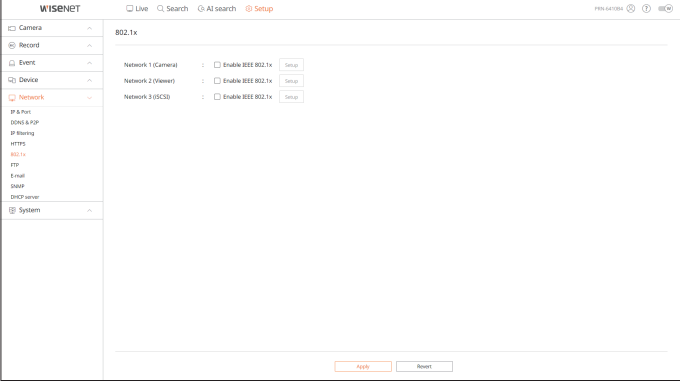 WISENET
Live Search AI search Setup
PRN-6410B4 ? W
Camera
Record
Event
Device
Network
IP & Port
DDNS & P2P
IP filtering
HTTPS
802.1x
FTP
E-mail
SNMP
DHCP server
System
802.1x
Network 1 (Camera) : Enable IEEE 802.1x Setup
Network 2 (Viewer) : Enable IEEE 802.1x Setup
Network 3 (iSCSI) : Enable IEEE 802.1x Setup
Apply Revert